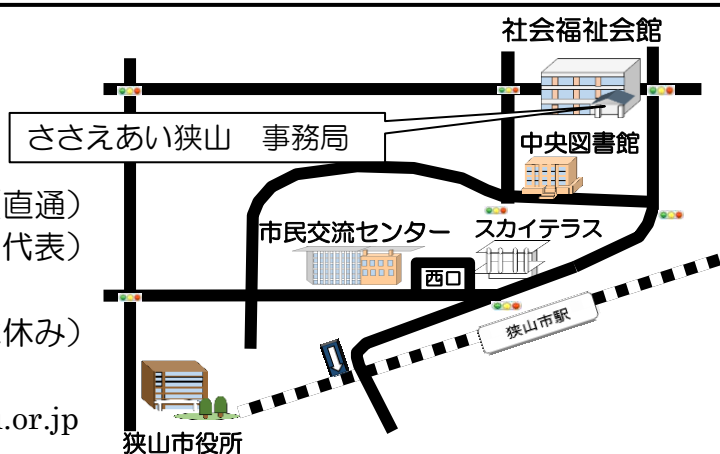 社会福祉会館
ささえあい狭山 事務局
中央図書館
直通）
市民交流センター
スカイテラス
代表）
西口
休み）
狭山市駅
.or.jp
狭山市役所